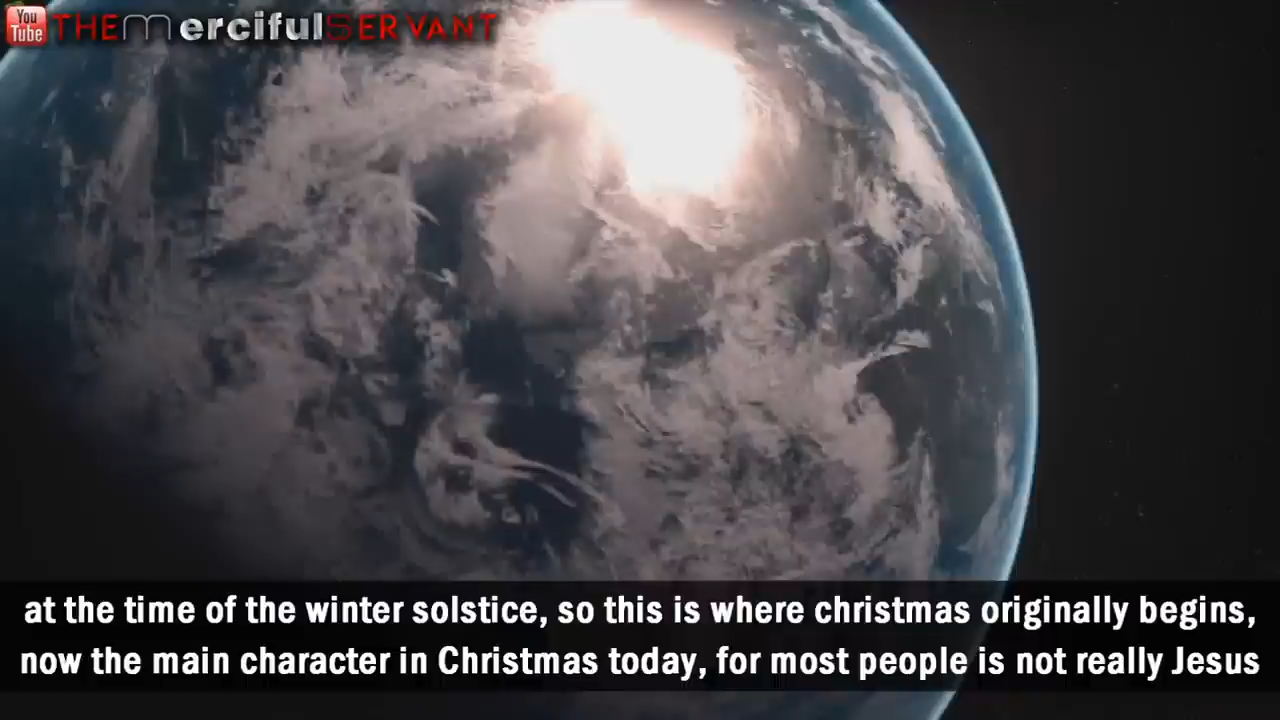 You
Tube THEMercifulSERVANT
at the time of the winter solstice, so this is where christmas originally begins,
now the main character in Christmas today, for most people is not really Jesus